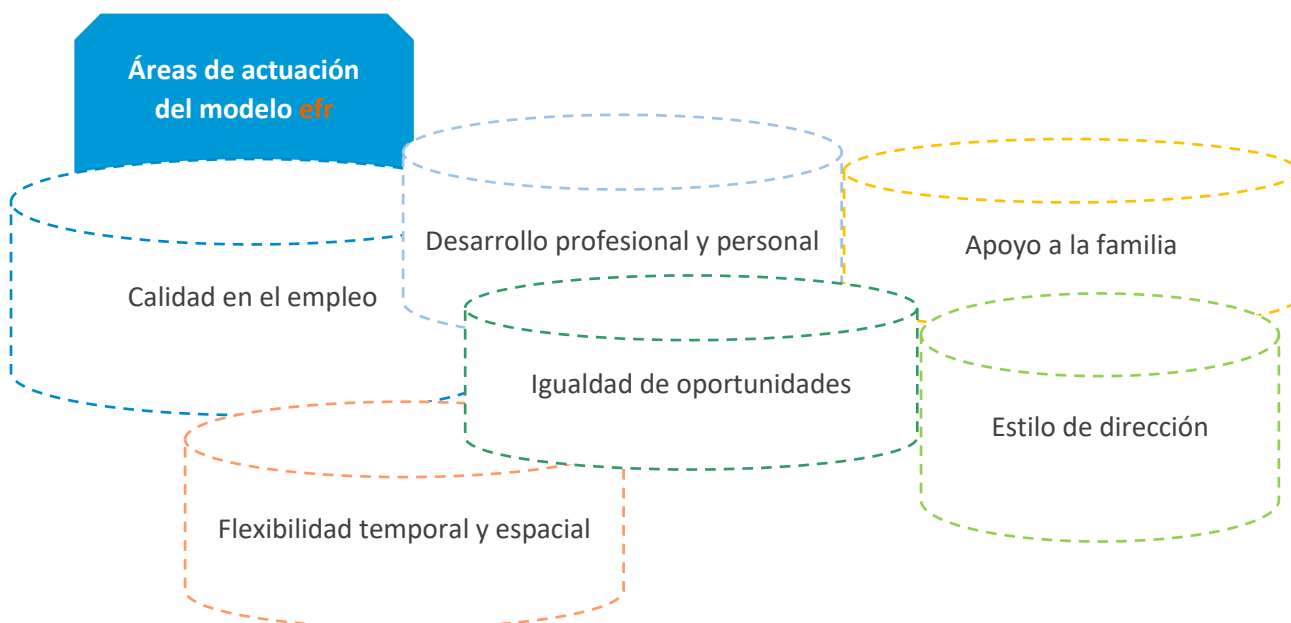 Áreas de actuación
del modelo efr
Desarrollo profesional y personal
Apoyo a la familia
Calidad en el empleo
Igualdad de oportunidades
Estilo de dirección
Flexibilidad temporal y espacial